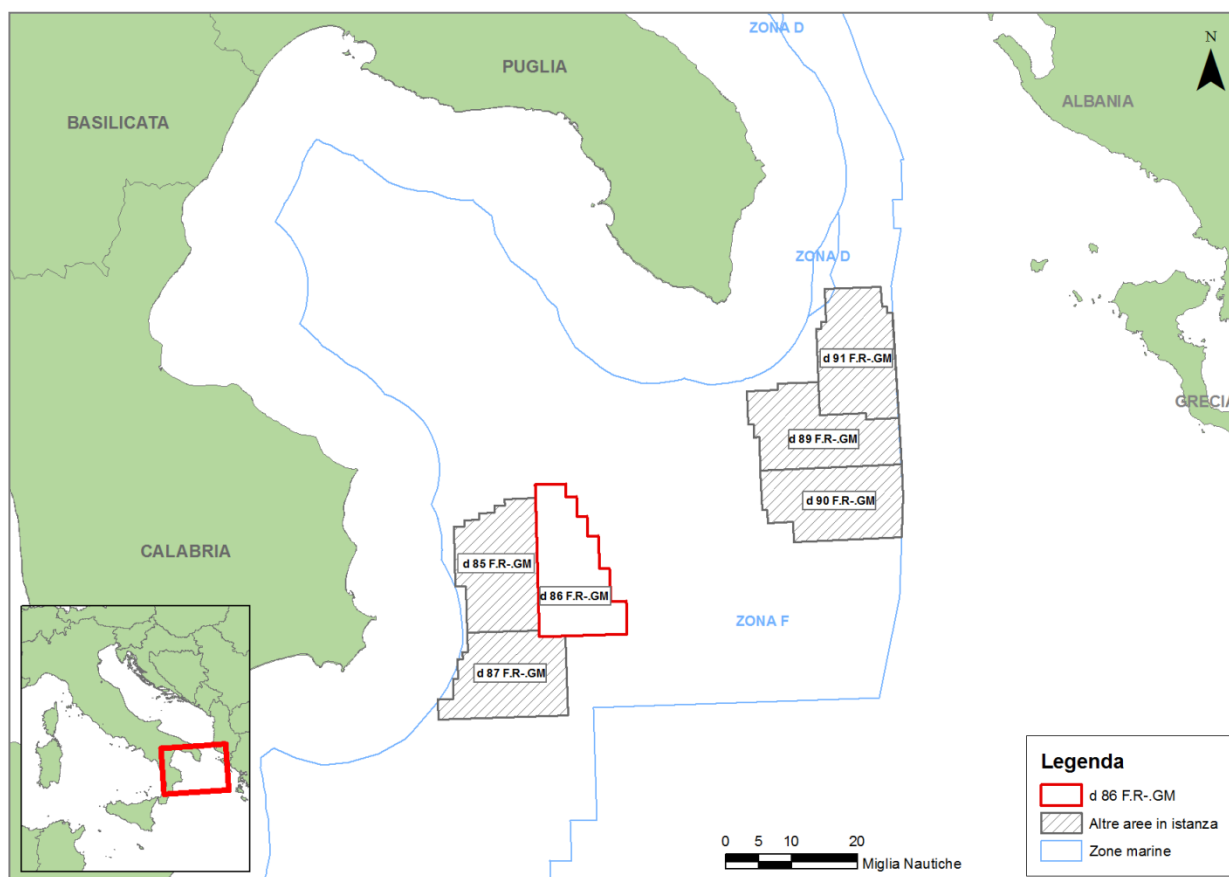 ZONA D
N
PUGLIA
ALBANIA
BASILICATA
ZONA D
d 91 F.R-.GM
GRECIA
d 89 F.R-.GM
d 90 F.R-.GM
CALABRIA
d 85 F.R-.GM
d 86 F.R-.GM
ZONA F
d 87 F.R-.GM
Legenda
d 86 F.R-.GM
Altre aree in istanza
Zone marine
0 5 10 20
Miglia Nautiche